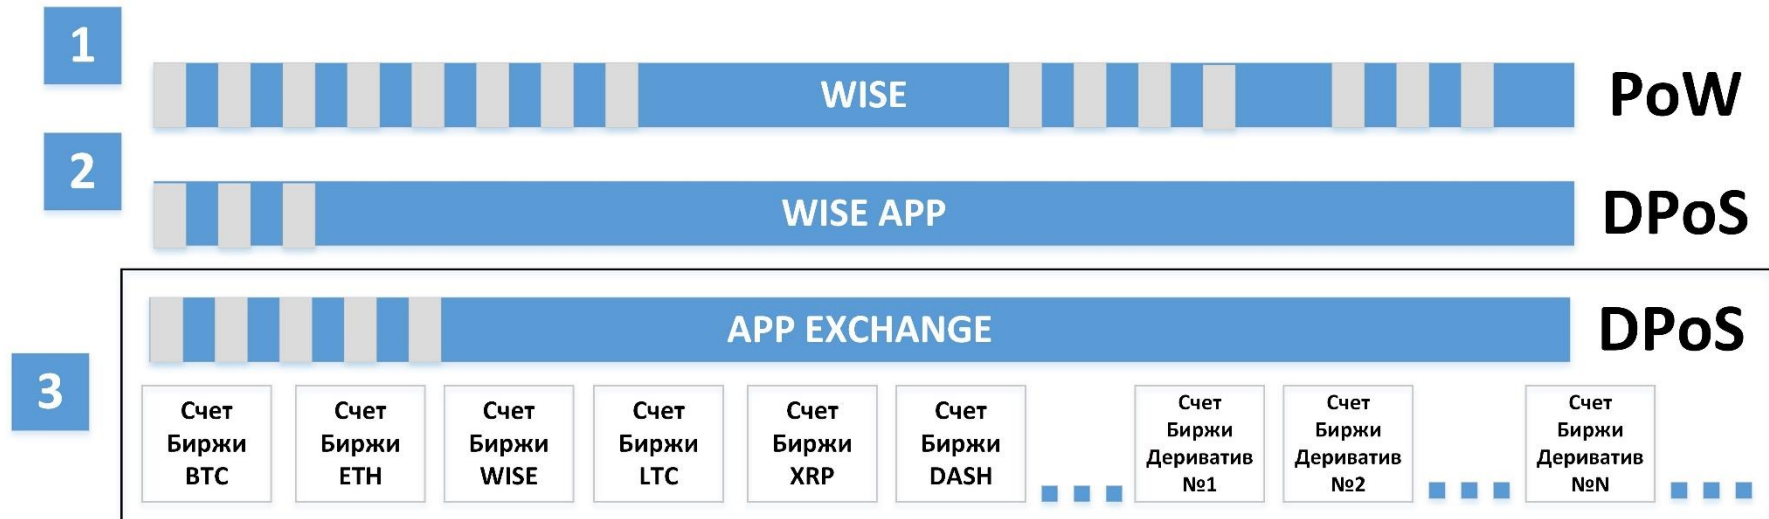 1
WISE
PoW
2
WISE APP
DPoS
3
APP EXCHANGE
DPoS
Счет
Биржи
BTC
Счет
Биржи
ETH
Счет
Биржи
WISE
Счет
Биржи
LTC
Счет
Биржи
XRP
Счет
Биржи
DASH
Счет
Биржи
Дериватив
№1
Счет
Биржи
Дериватив
№2
Счет
Биржи
Дериватив
№N